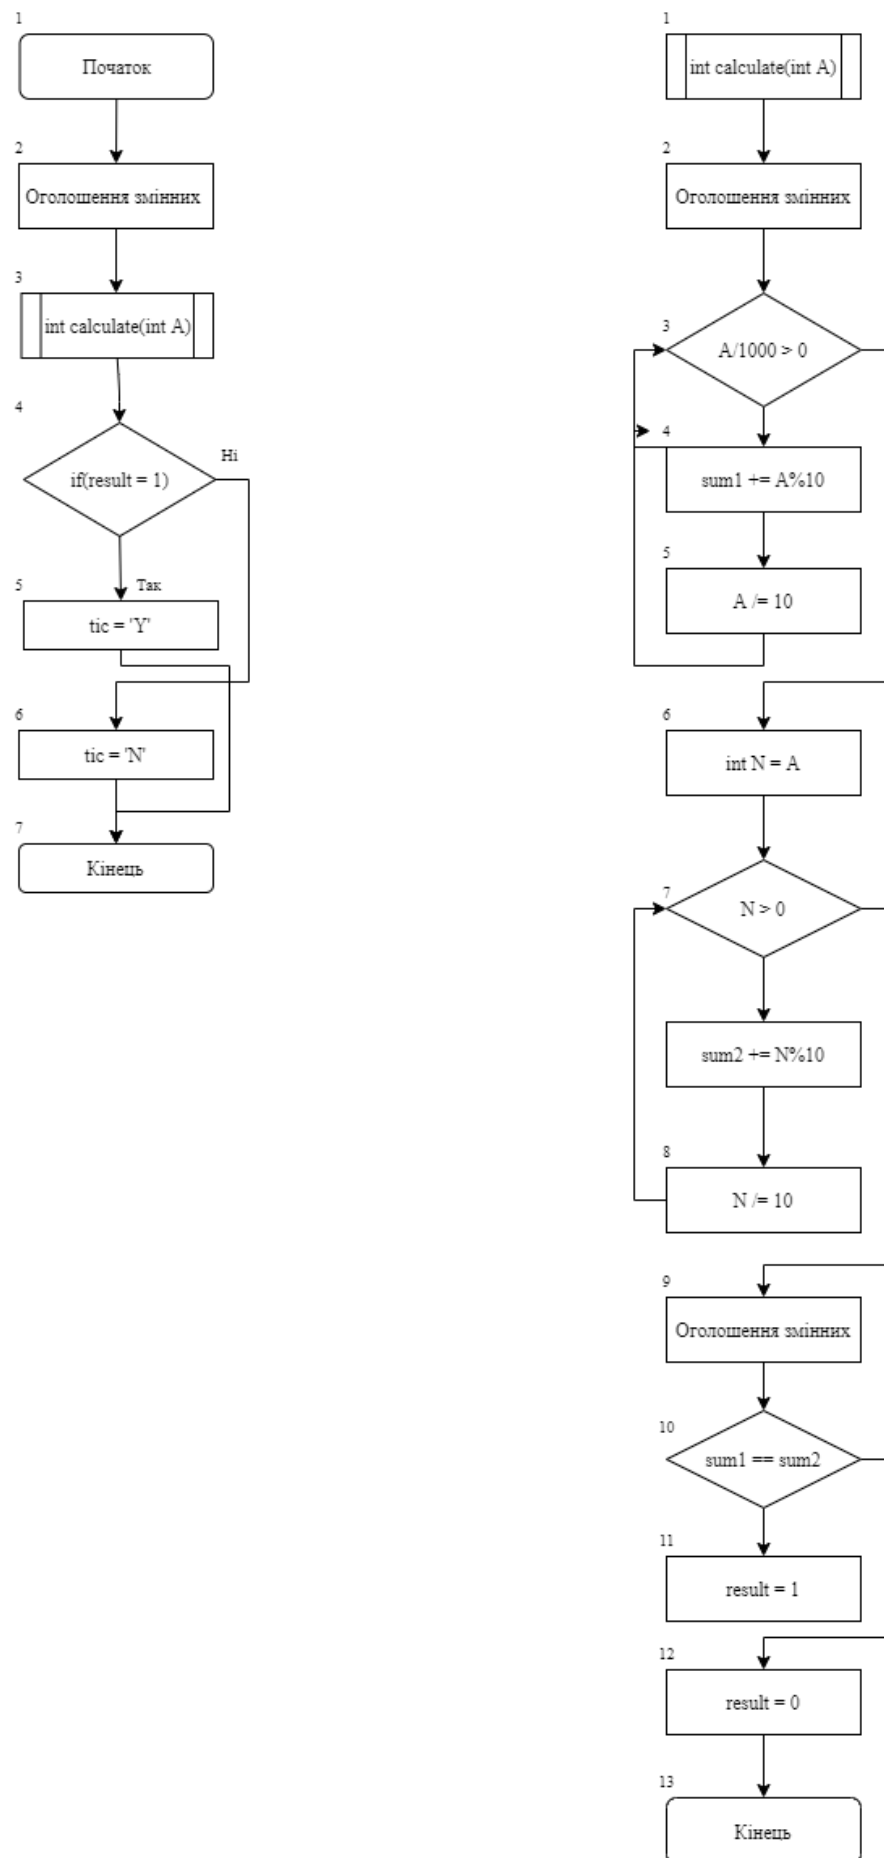 1
Початок
2
Оголошення змінних
3
int calculate(int A)
4
if(result = 1)
Ні
Так
5
tic = 'Y'
6
tic = 'N'
7
Кінець
1
int calculate(int A)
2
Оголошення змінних
3
A/1000 > 0
4
sum1 += A%10
5
A /= 10
6
int N = A
7
N > 0
sum2 += N%10
8
N /= 10
9
Оголошення змінних
10
sum1 == sum2
11
result = 1
12
result = 0
13
Кінець